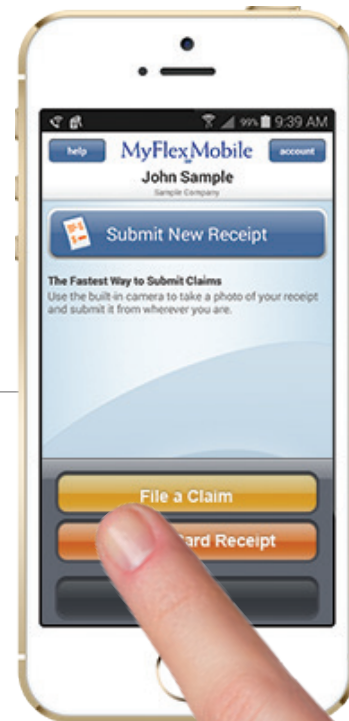 99% 9:39 AM
help MyFlexMobile account
John Sample
Sample Company
Submit New Receipt
The Fastest Way to Submit Claims
Use the built-in camera to take a photo of your receipt
and submit it from wherever you are.
File a Claim
ard Receipt